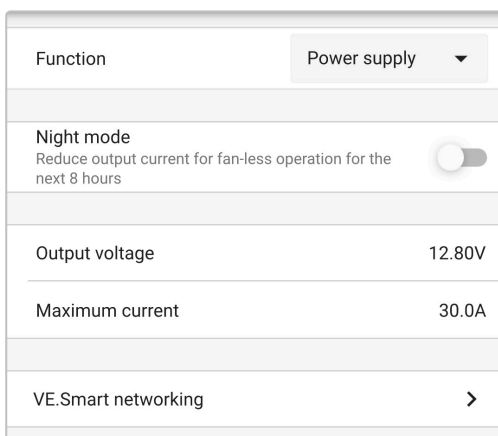 Function
Power supply
Night mode
Reduce output current for fan-less operation for the
next 8 hours
Output voltage
12.80V
Maximum current
30.0A
VE.Smart networking